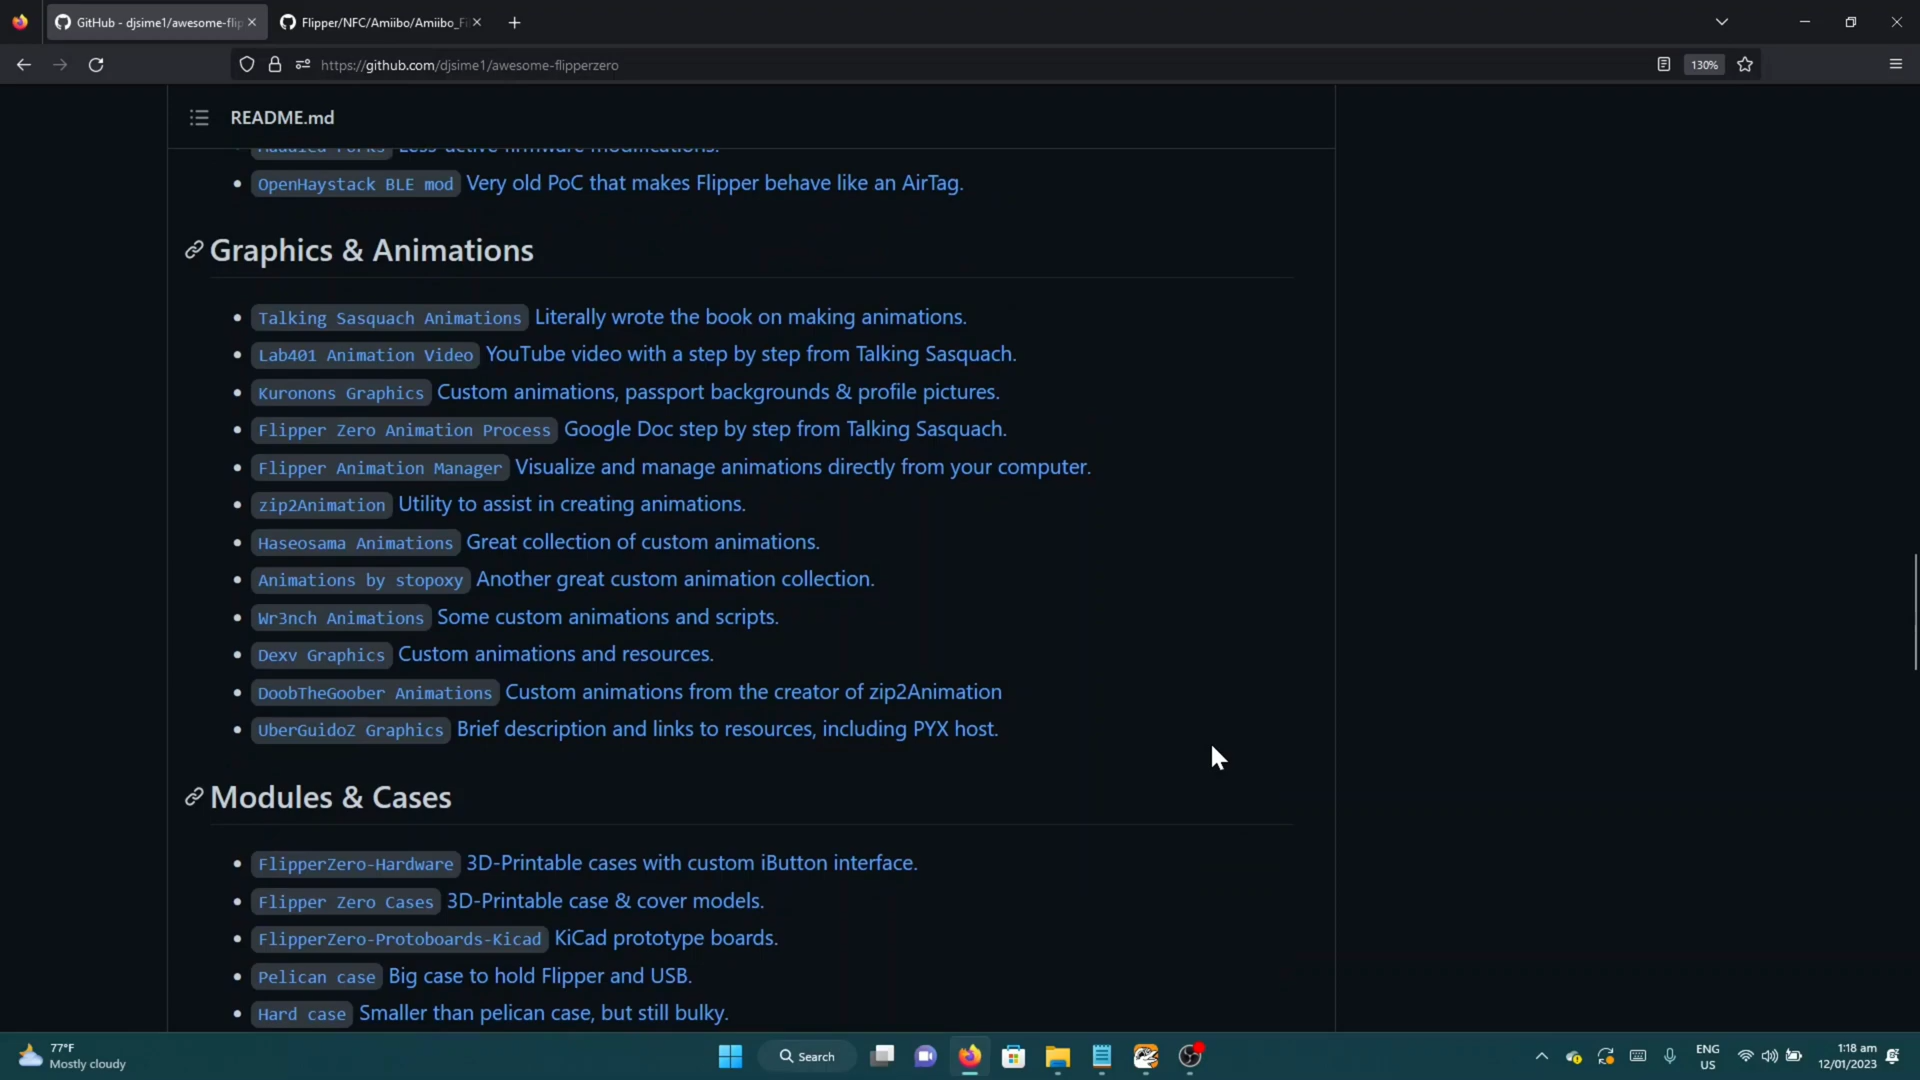 GitHub - djsime1/awesome-flip
Flipper/NFC/Amiibo/Amiibo_Fl
https://github.com/djsime1/awesome-flipperzero
130%
README.md
Less-active firmware modifications.
OpenHaystack BLE mod Very old PoC that makes Flipper behave like an AirTag.
Graphics & Animations
Talking Sasquach Animations Literally wrote the book on making animations.
Lab401 Animation Video YouTube video with a step by step from Talking Sasquach.
Kuronons Graphics Custom animations, passport backgrounds & profile pictures.
Flipper Zero Animation Process Google Doc step by step from Talking Sasquach.
Flipper Animation Manager Visualize and manage animations directly from your computer.
zip2Animation Utility to assist in creating animations.
Haseosama Animations Great collection of custom animations.
Animations by stopoxy Another great custom animation collection.
Wr3nch Animations Some custom animations and scripts.
Dexv Graphics Custom animations and resources.
DoobTheGoober Animations Custom animations from the creator of zip2Animation
UberGuidoZ Graphics Brief description and links to resources, including PYX host.
Modules & Cases
FlipperZero-Hardware 3D-Printable cases with custom iButton interface.
Flipper Zero Cases 3D-Printable case & cover models.
FlipperZero-Protoboards-Kicad KiCad prototype boards.
Pelican case Big case to hold Flipper and USB.
Hard case Smaller than pelican case, but still bulky.
77°F
Mostly cloudy
Search
ENG
US
1:18 am
12/01/2023